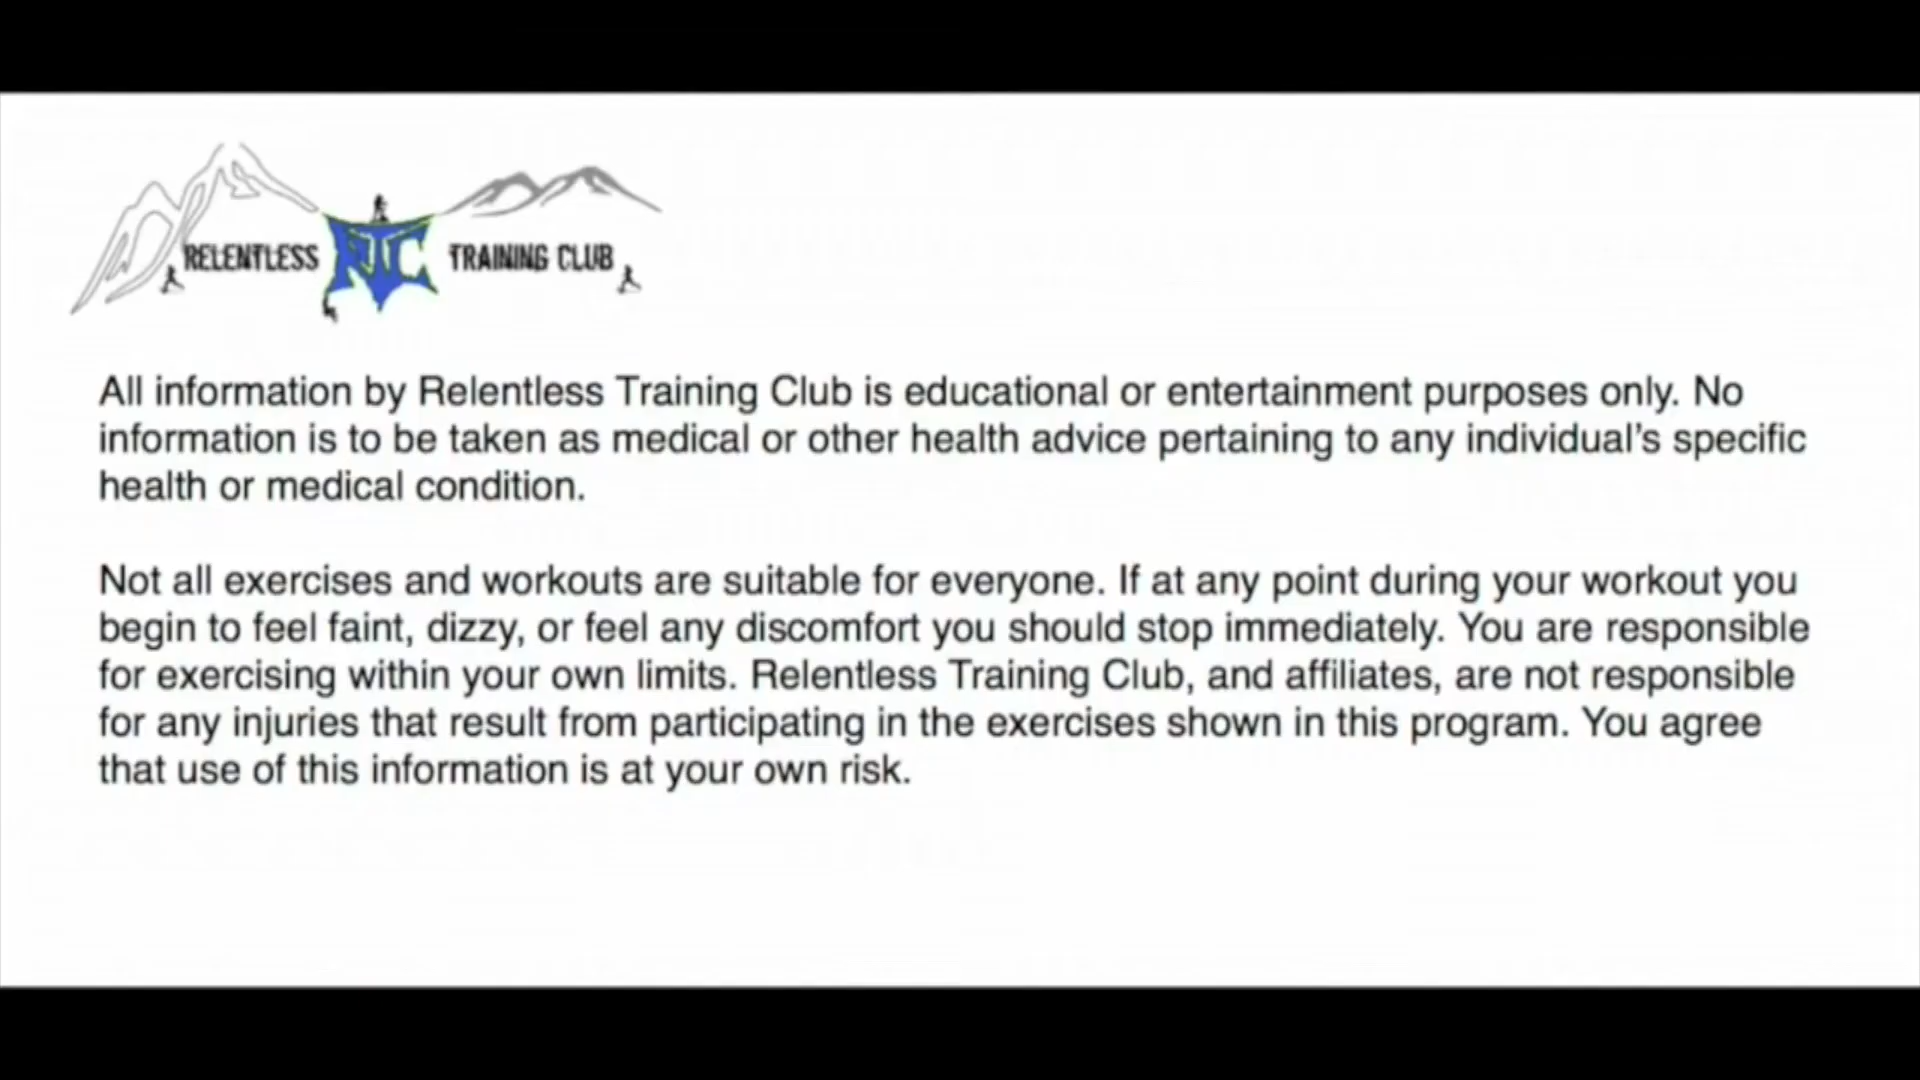 RELENTLESS RTC TRAINING CLUB
All information by Relentless Training Club is educational or entertainment purposes only. No
information is to be taken as medical or other health advice pertaining to any individual’s specific
health or medical condition.
Not all exercises and workouts are suitable for everyone. If at any point during your workout you
begin to feel faint, dizzy, or feel any discomfort you should stop immediately. You are responsible
for exercising within your own limits. Relentless Training Club, and affiliates, are not responsible
for any injuries that result from participating in the exercises shown in this program. You agree
that use of this information is at your own risk.